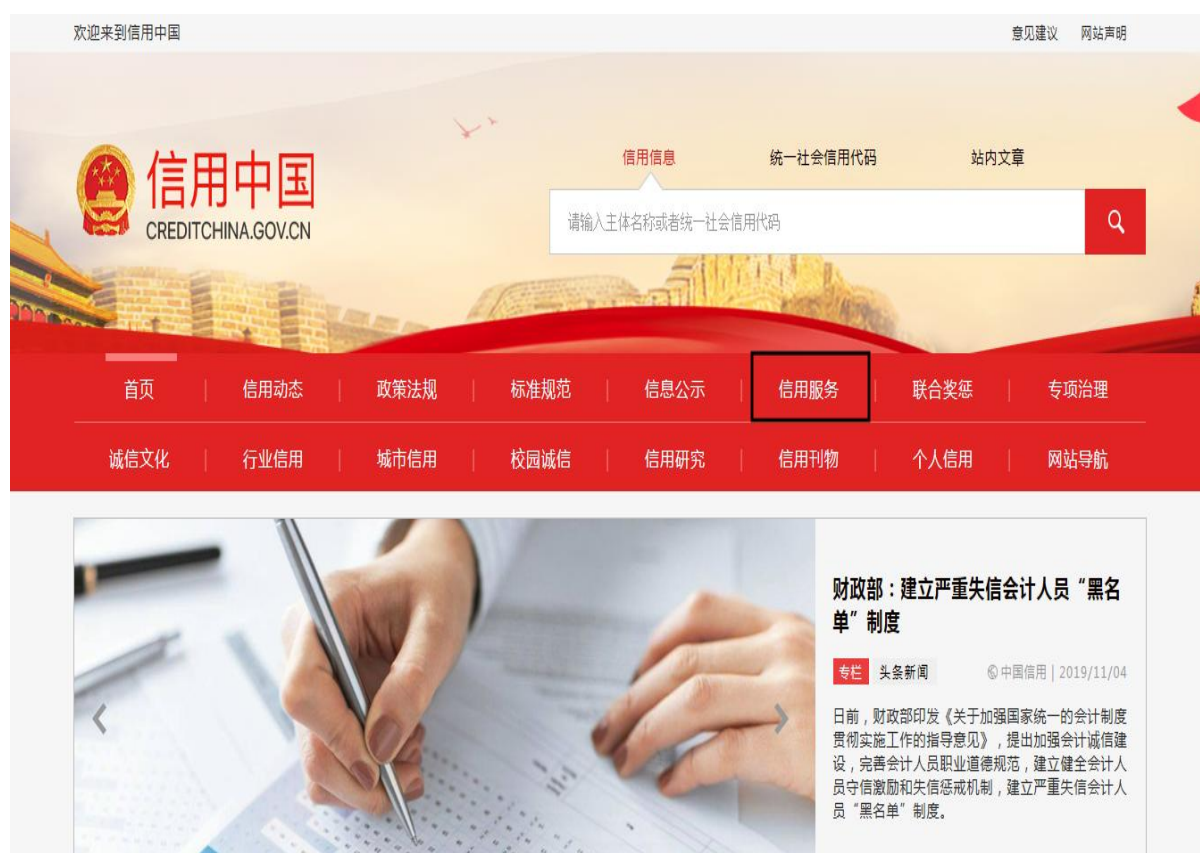 欢迎来到信用中国
意见建议 网站声明
信用中国
CREDITCHINA.GOV.CN
信用信息 统一社会信用代码 站内文章
请输入主体名称或者统一社会信用代码
首页 信用动态 政策法规 标准规范 信息公示 信用服务 联合奖惩 专项治理
诚信文化 行业信用 城市信用 校园诚信 信用研究 信用刊物 个人信用 网站导航
财政部：建立严重失信会计人员“黑名
单”制度
专栏 头条新闻 中国信用 | 2019/11/04
日前，财政部印发《关于加强国家统一的会计制度
贯彻实施工作的指导意见》，提出加强会计诚信建
设，完善会计人员职业道德规范，建立健全会计人
员守信激励和失信惩戒机制，建立严重失信会计人
员“黑名单”制度。